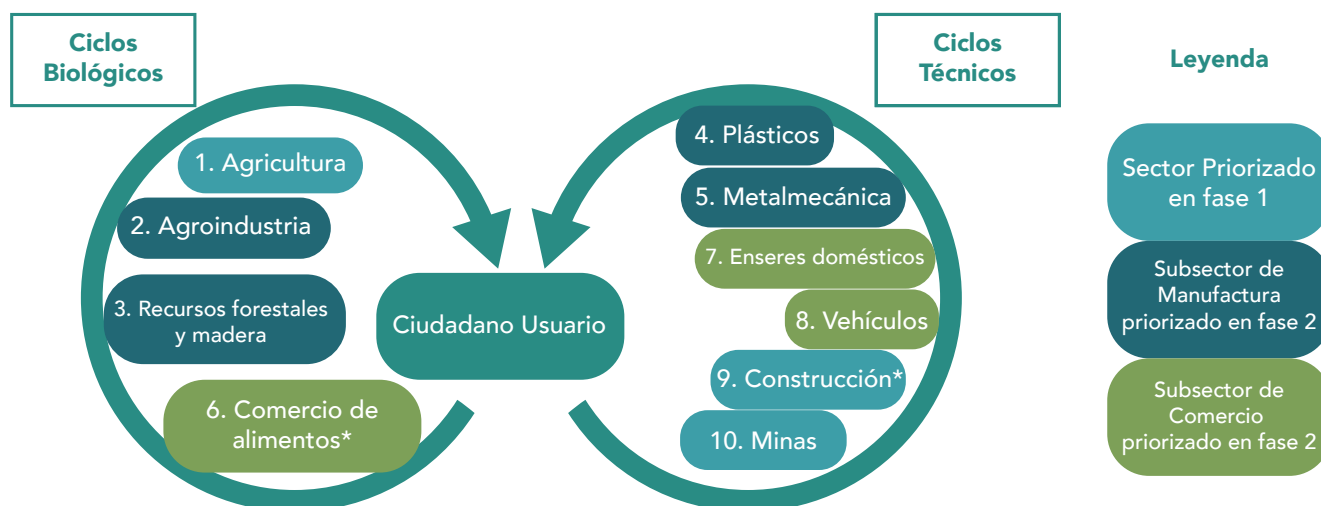 Ciclos
Biológicos
1. Agricultura
2. Agroindustria
3. Recursos forestales
y madera
6. Comercio de
alimentos*
Ciudadano Usuario
Ciclos
Técnicos
4. Plásticos
5. Metalmecánica
7. Enseres domésticos
8. Vehículos
9. Construcción*
10. Minas
Leyenda
Sector Priorizado
en fase 1
Subsector de
Manufactura
priorizado en fase 2
Subsector de
Comercio
priorizado en fase 2